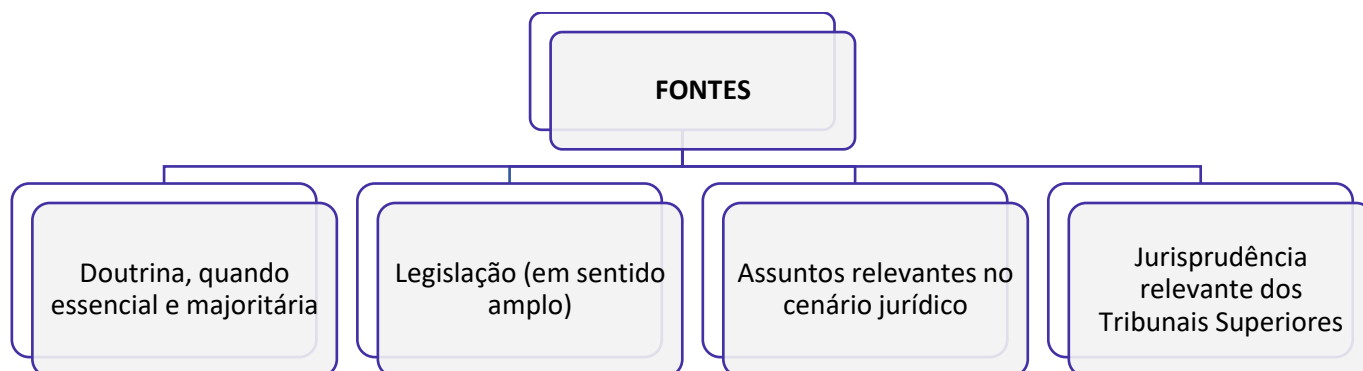 FONTES
Doutrina, quando
essencial e majoritária
Legislação (em sentido
amplo)
Assuntos relevantes no
cenário jurídico
Jurisprudência
relevante dos
Tribunais Superiores